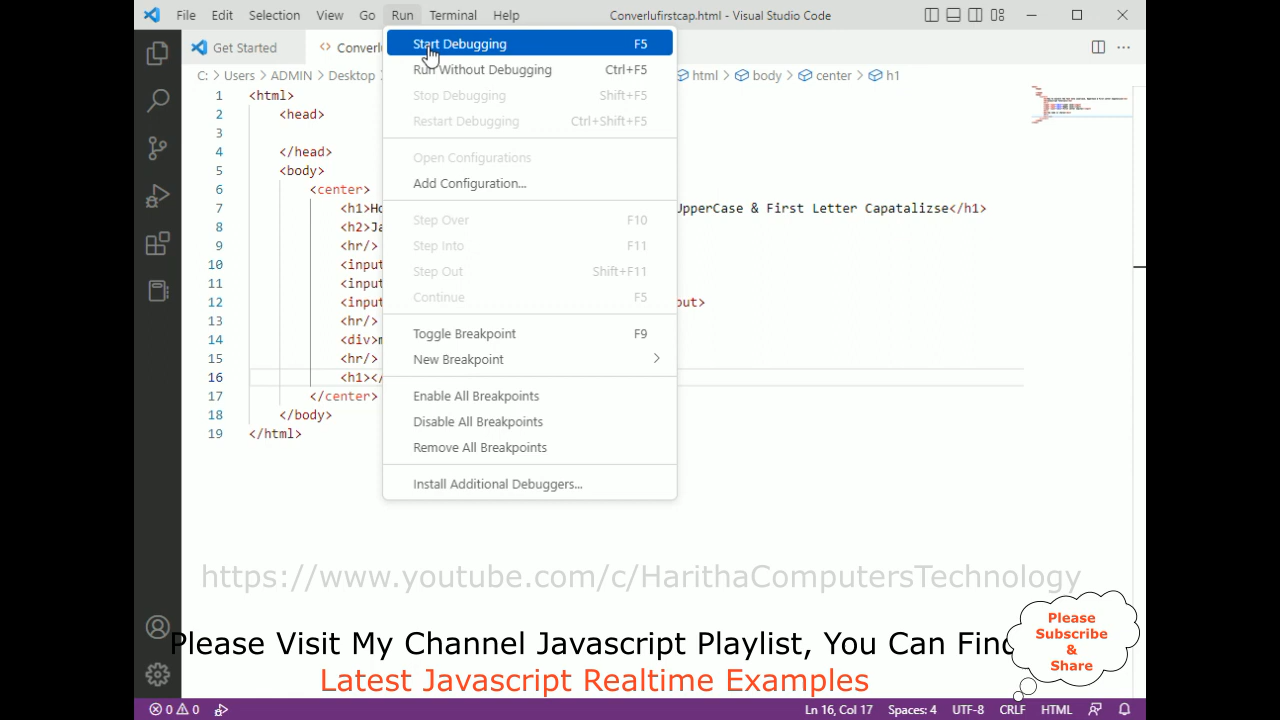 File Edit Selection View Go Run Terminal Help Converlufirstcap.html - Visual Studio Code
Get Started
C: > Users > ADMIN > Desktop html > body > center > h1
Start Debugging F5
Run Without Debugging Ctrl+F5
Stop Debugging Shift+F5
Restart Debugging Ctrl+Shift+F5
Open Configurations
Add Configuration...
Step Over F10
Step Into F11
Step Out Shift+F11
Continue F5
Toggle Breakpoint F9
New Breakpoint >
Enable All Breakpoints
Disable All Breakpoints
Remove All Breakpoints
Install Additional Debuggers...
1 <html>
2 <head>
3
4 </head>
5 <body>
6 <center>
7 <h1>Ho UpperCase & First Letter Capatalizse</h1>
8 <h2>Ja
9 <hr/>
10 <input
11 <input
12 <input out>
13 <hr/>
14 <div>
15 <hr/>
16 <h1></
17 </center>
18 </body>
19 </html>
https://www.youtube.com/c/HarithaComputersTechnology
Please Visit My Channel Javascript Playlist, You Can Find
Latest Javascript Realtime Examples
Please
Subscribe
&
Share
0 0 Ln 16, Col 17 Spaces: 4 UTF-8 CRLF HTML